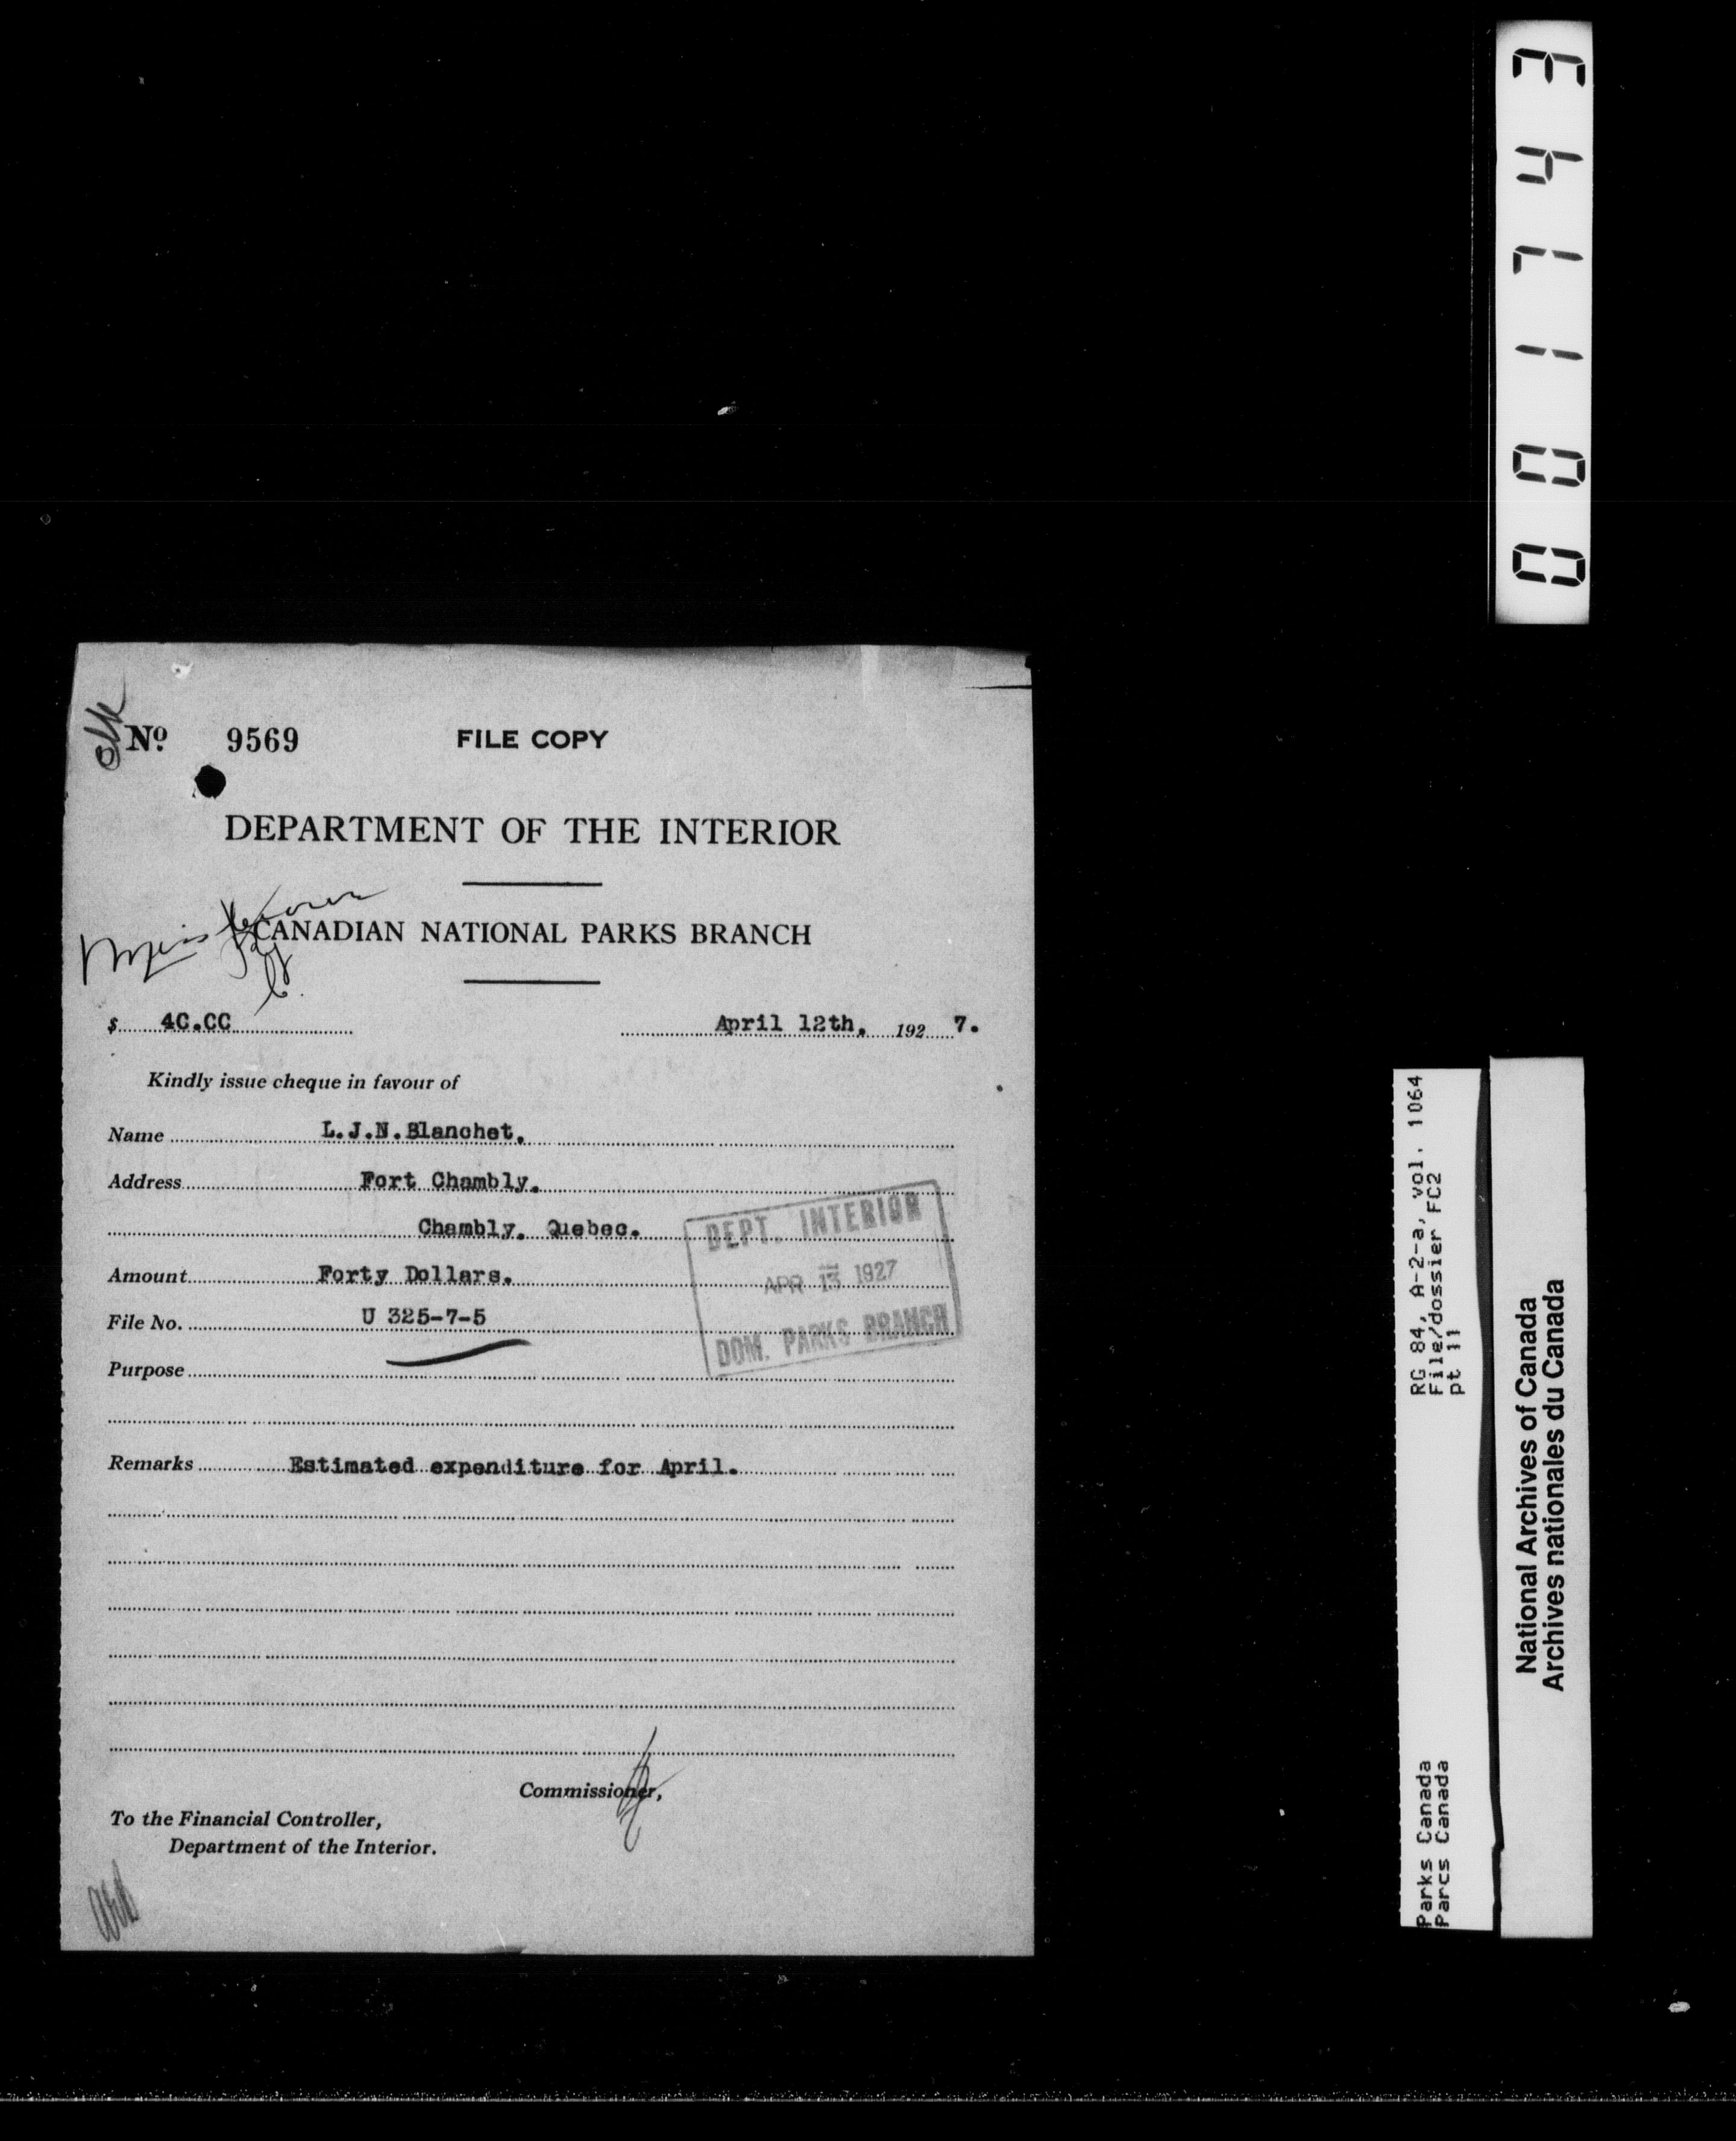 001743
No. 9569 FILE COPY
DEPARTMENT OF THE INTERIOR
CANADIAN NATIONAL PARKS BRANCH
$ 4C.CC April 12th, 1927.
Kindly issue cheque in favour of
Name L.J.N.Blanchet,
Address Fort Chambly,
Chambly, Quebec.
Amount Forty Dollars.
File No. U 325-7-5
Purpose
Remarks Estimated expenditure for April.
Commissioner,
To the Financial Controller,
Department of the Interior.
DEPT. INTERIOR
APR 13 1927
DOM. PARKS BRANCH
RG 84, A-2-a, vol. 1064
File/dossier FC2
pt 11
Parks Canada
Parcs Canada
National Archives of Canada
Archives nationales du Canada